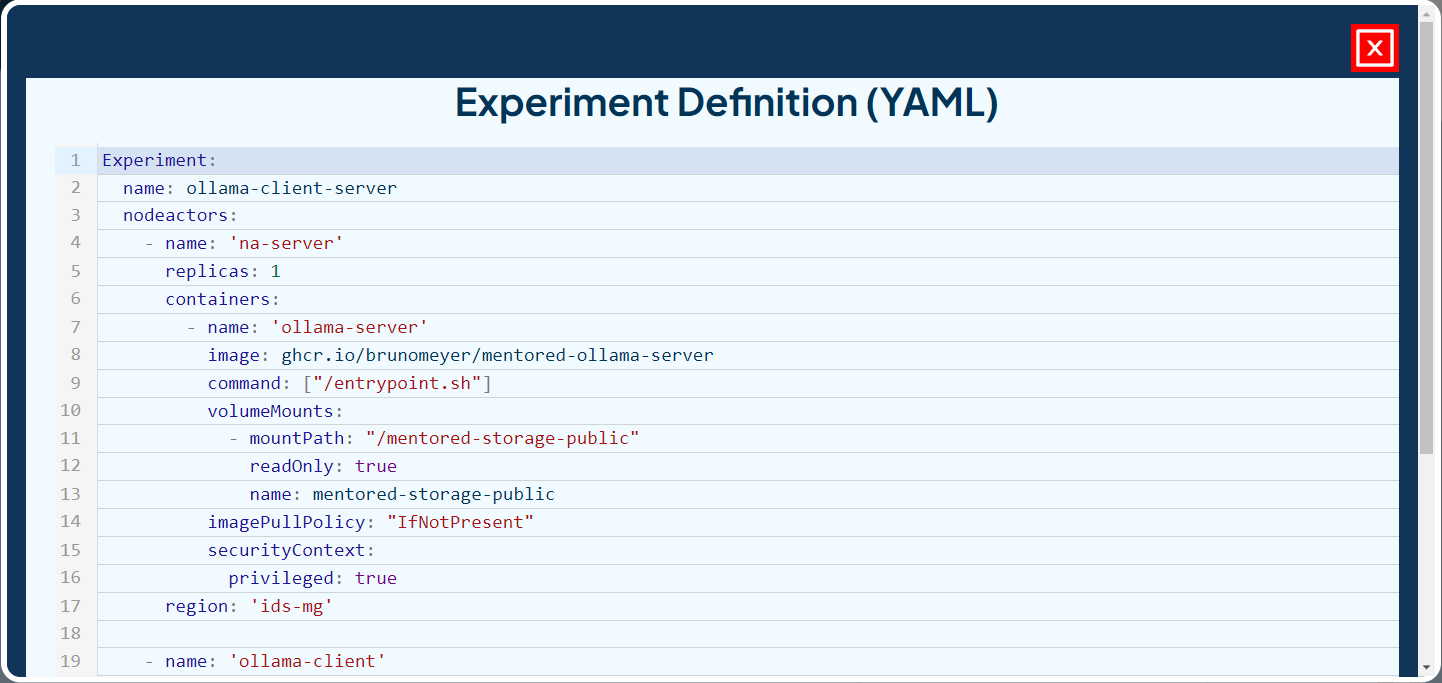 X
Experiment Definition (YAML)
1 Experiment:
2   name: ollama-client-server
3   nodeactors:
4     - name: 'na-server'
5       replicas: 1
6       containers:
7         - name: 'ollama-server'
8           image: ghcr.io/brunomeyer/mentored-ollama-server
9           command: ["/entrypoint.sh"]
10           volumeMounts:
11             - mountPath: "/mentored-storage-public"
12               readOnly: true
13               name: mentored-storage-public
14           imagePullPolicy: "IfNotPresent"
15           securityContext:
16             privileged: true
17       region: 'ids-mg'
18
19     - name: 'ollama-client'